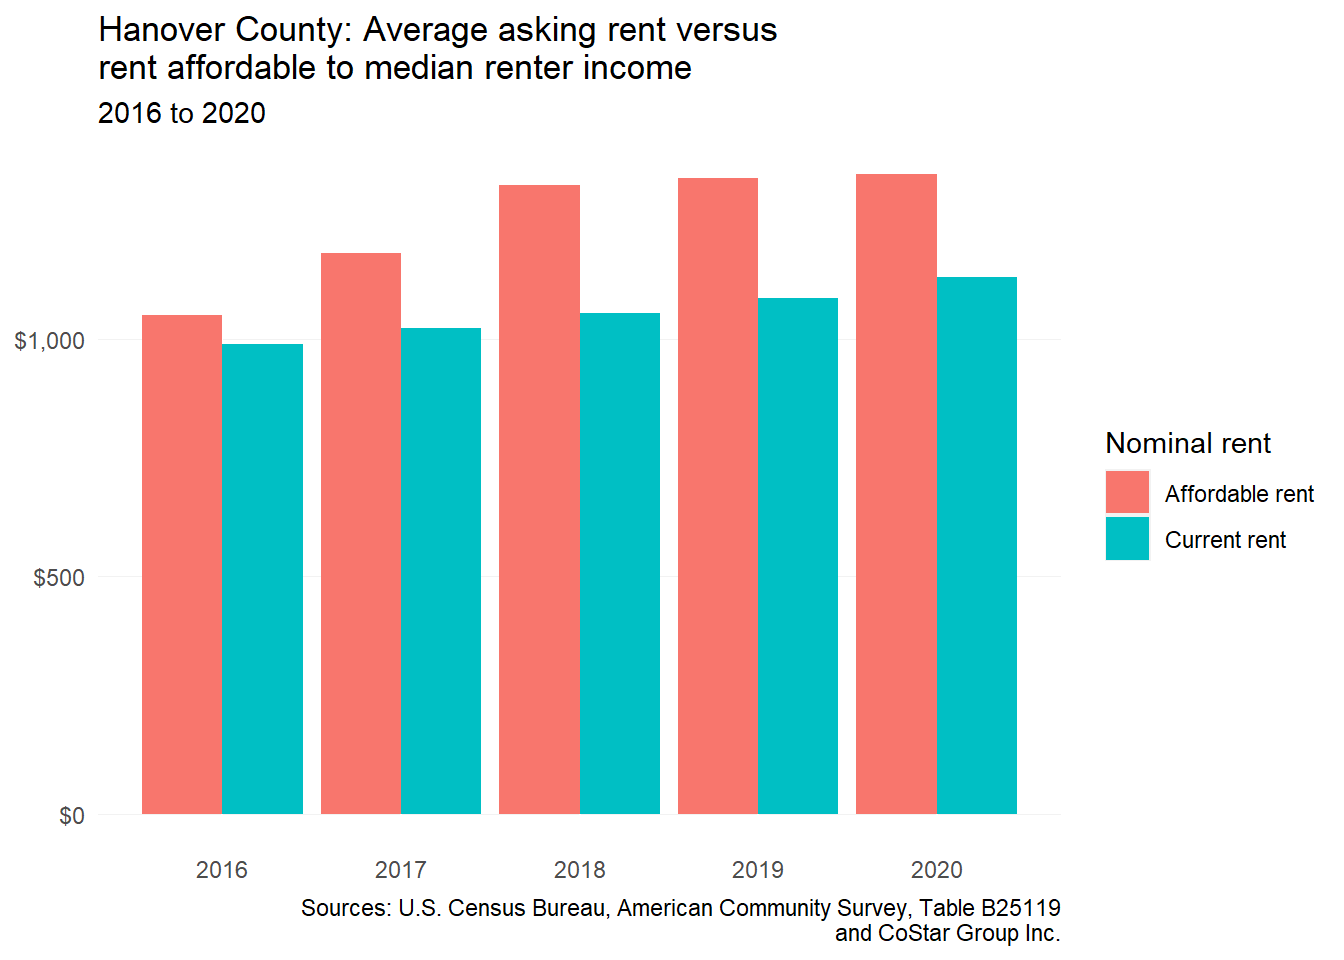 Hanover County: Average asking rent versus
rent affordable to median renter income
2016 to 2020
$1,000
$500
$0
2016
2017
2018
2019
2020
Nominal rent
Affordable rent
Current rent
Sources: U.S. Census Bureau, American Community Survey, Table B25119
and CoStar Group Inc.